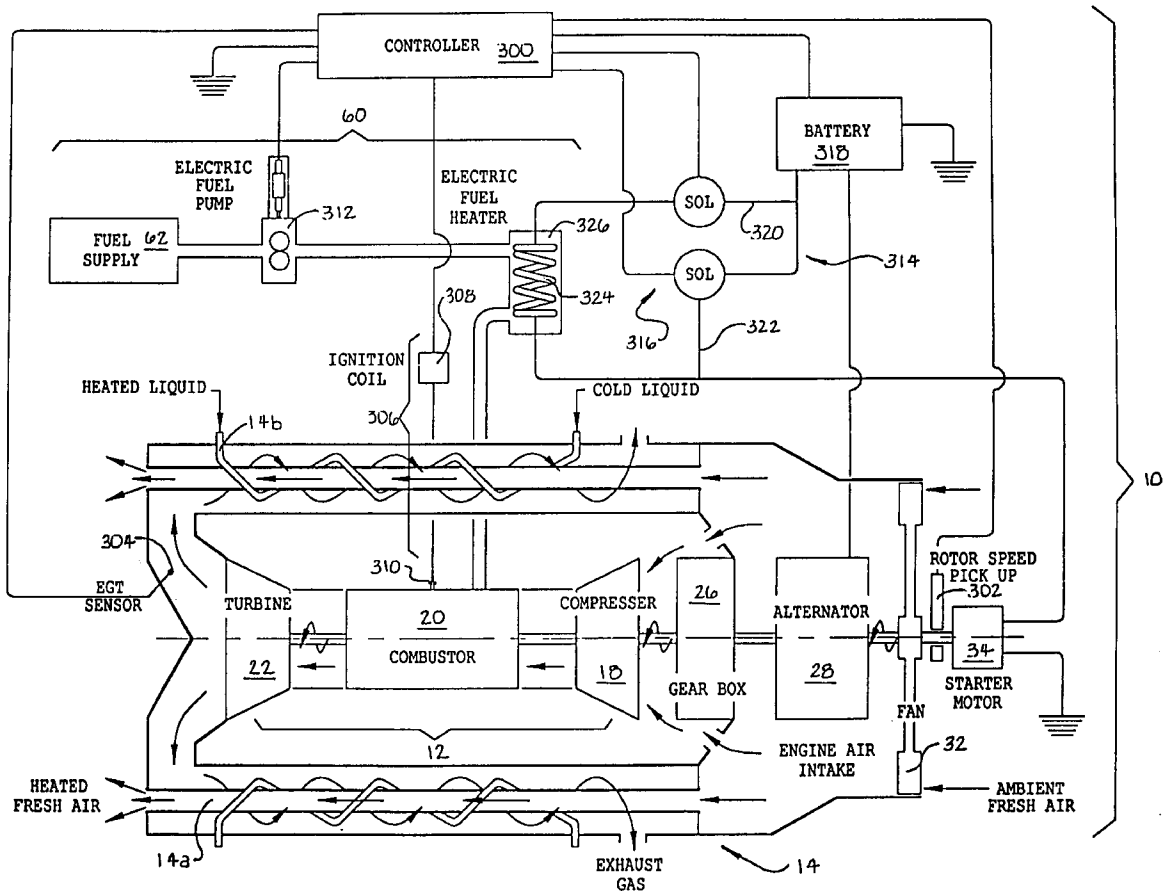 CONTROLLER 300
60
BATTERY
318
ELECTRIC
FUEL
PUMP
ELECTRIC
FUEL
HEATER
312
326
SOL
320
FUEL 62
SUPPLY
SOL
314
324
308
316
322
IGNITION
COIL
HEATED LIQUID
COLD LIQUID
14b
306
10
304
310
ROTOR SPEED
PICK UP
302
EGT
SENSOR
TURBINE
20
COMPRESSER
26
ALTERNATOR
COMBUSTOR
22
18
GEAR BOX
28
34
STARTER
MOTOR
FAN
12
32
ENGINE AIR
INTAKE
HEATED
FRESH AIR
AMBIENT
FRESH AIR
14a
EXHAUST
GAS
14